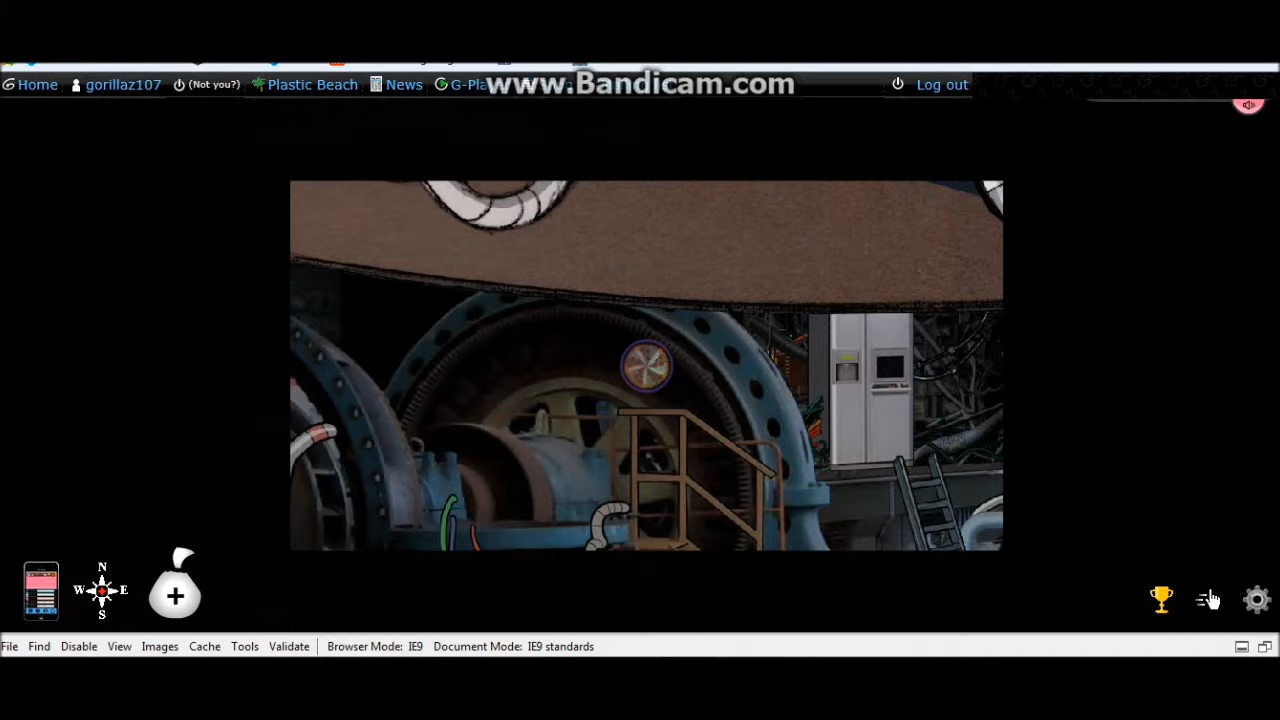 www.Bandicam.com
Home gorillaz107 (Not you?) Plastic Beach News G-Pla Log out
N
W E
S
File Find Disable View Images Cache Tools Validate Browser Mode: IE9 Document Mode: IE9 standards